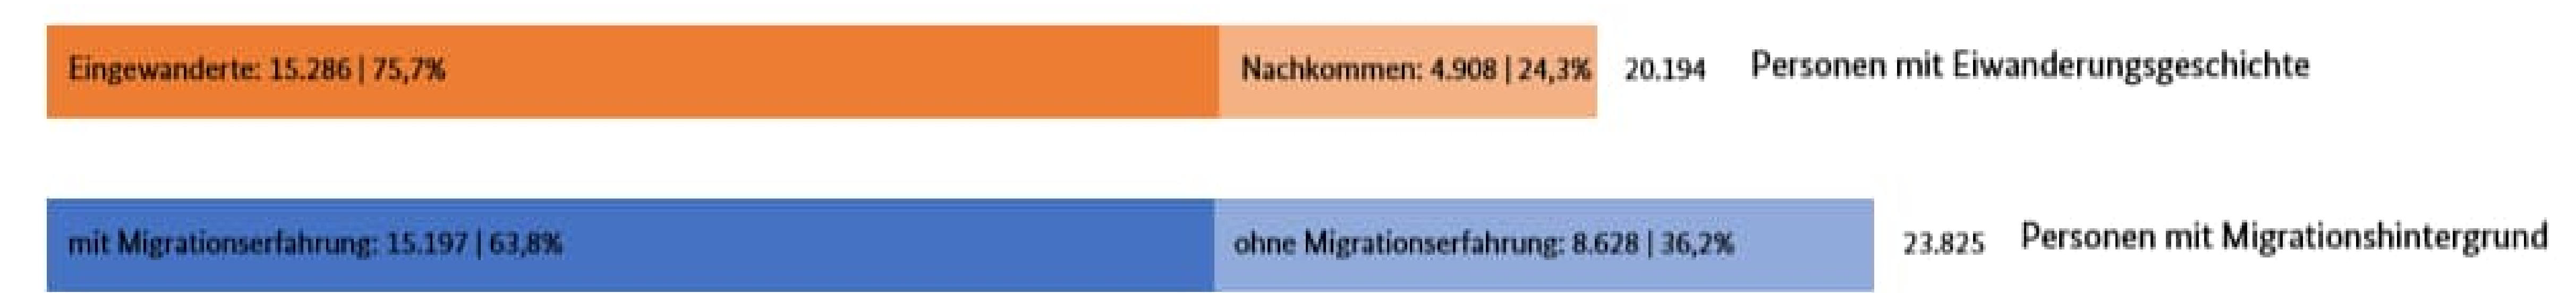 Eingewanderte: 15.286 | 75,7% Nachkommen: 4.908 | 24,3% 20.194 Personen mit Eiwanderungsgeschichte
mit Migrationserfahrung: 15.197 | 63,8% ohne Migrationserfahrung: 8.628 | 36,2% 23.825 Personen mit Migrationshintergrund